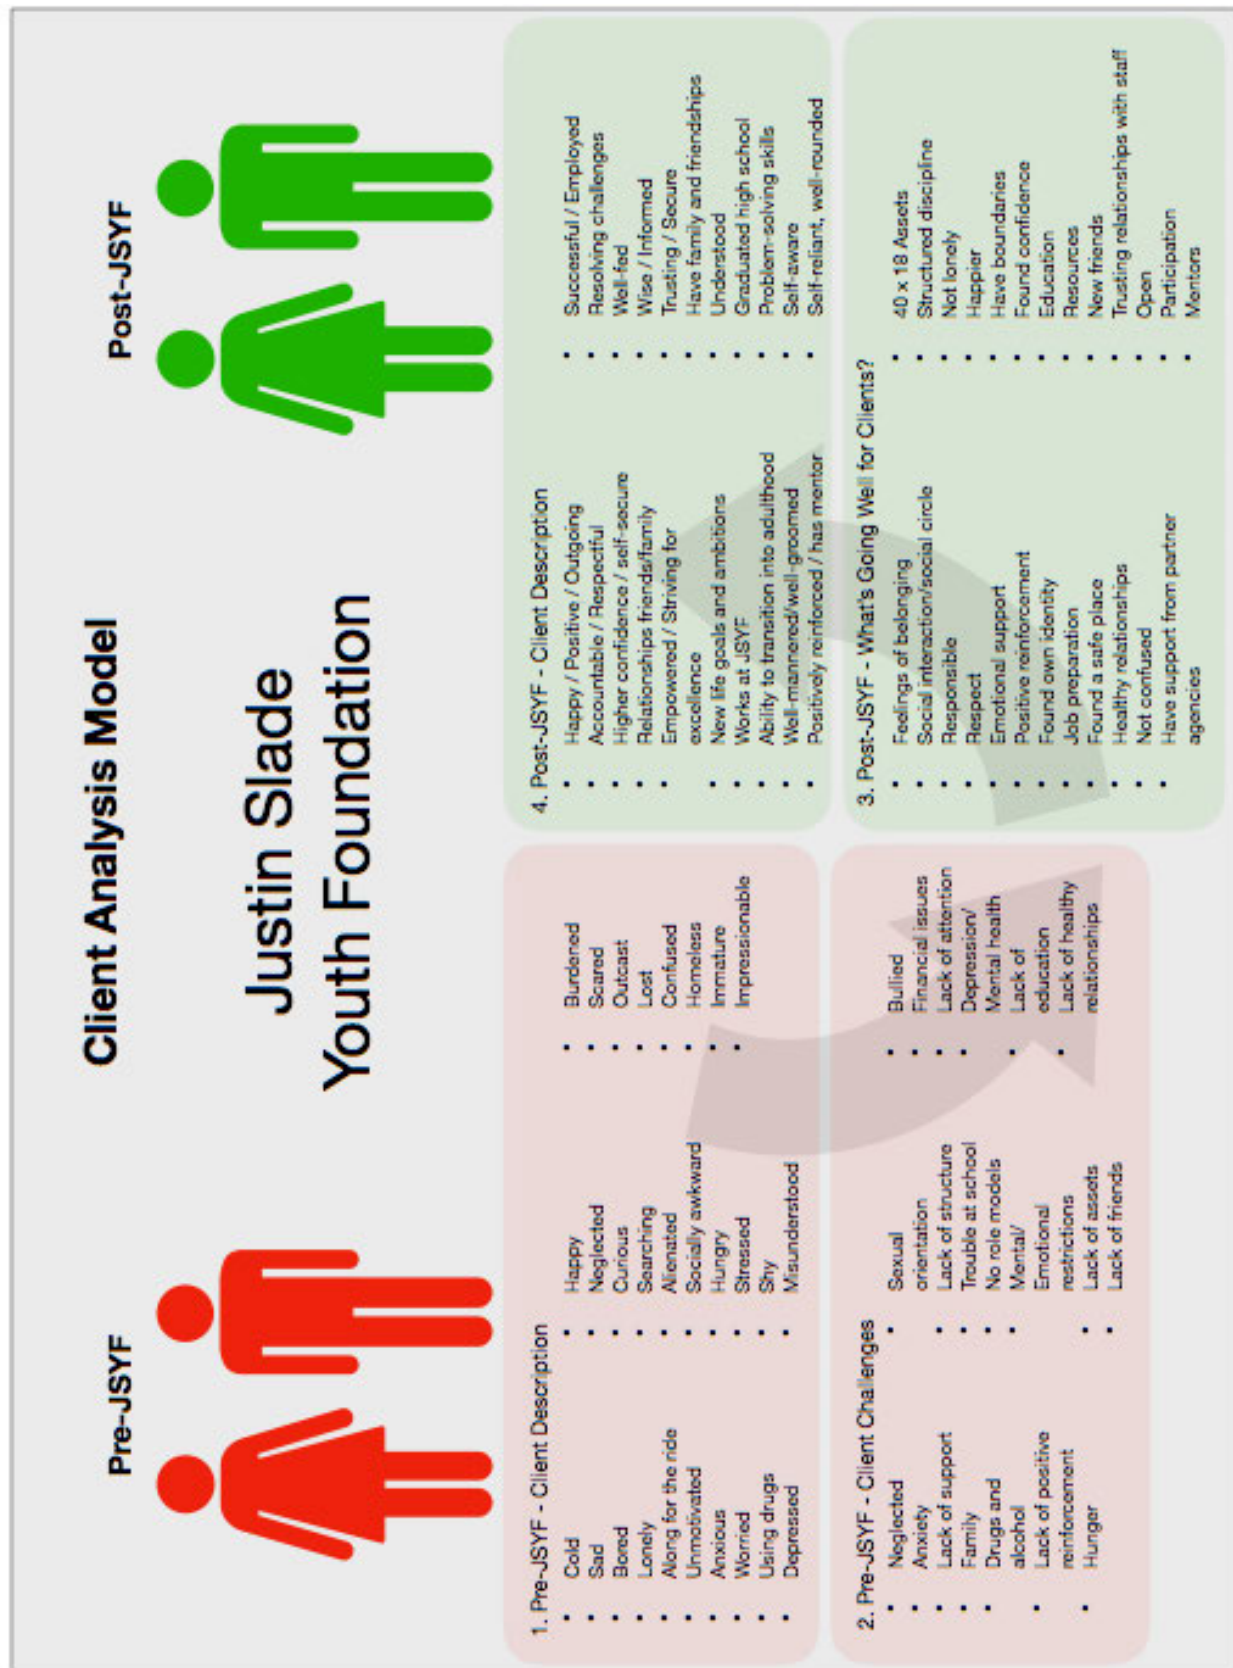 Client Analysis Model
Pre-JSYF
Post-JSYF
Justin Slade
Youth Foundation
1. Pre-JSYF - Client Description
• Cold
• Sad
• Bored
• Lonely
• Along for the ride
• Unmotivated
• Anxious
• Worried
• Using drugs
• Depressed
• Happy
• Neglected
• Curious
• Searching
• Alienated
• Socially awkward
• Hungry
• Stressed
• Shy
• Misunderstood
• Burdened
• Scared
• Outcast
• Lost
• Confused
• Homeless
• Immature
• Impressionable
2. Pre-JSYF - Client Challenges
• Neglected
• Anxiety
• Lack of support
• Family
• Drugs and
alcohol
• Lack of positive
reinforcement
• Hunger
• Sexual
orientation
• Lack of structure
• Trouble at school
• No role models
• Mental/
Emotional
restrictions
• Lack of assets
• Lack of friends
• Bullied
• Financial issues
• Lack of attention
• Depression/
Mental health
• Lack of
education
• Lack of healthy
relationships
4. Post-JSYF - Client Description
• Happy / Positive / Outgoing
• Accountable / Respectful
• Higher confidence / self-secure
• Relationships friends/family
• Empowered / Striving for
excellence
• New life goals and ambitions
• Works at JSYF
• Ability to transition into adulthood
• Well-mannered/well-groomed
• Positively reinforced / has mentor
• Successful / Employed
• Resolving challenges
• Well-fed
• Wise / Informed
• Trusting / Secure
• Have family and friendships
• Understood
• Graduated high school
• Problem-solving skills
• Self-aware
• Self-reliant, well-rounded
3. Post-JSYF - What's Going Well for Clients?
• Feelings of belonging
• Social interaction/social circle
• Responsible
• Respect
• Emotional support
• Positive reinforcement
• Found own identity
• Job preparation
• Found a safe place
• Healthy relationships
• Not confused
• Have support from partner
agencies
• 40 x 18 Assets
• Structured discipline
• Not lonely
• Happier
• Have boundaries
• Found confidence
• Education
• Resources
• New friends
• Trusting relationships with staff
• Open
• Participation
• Mentors